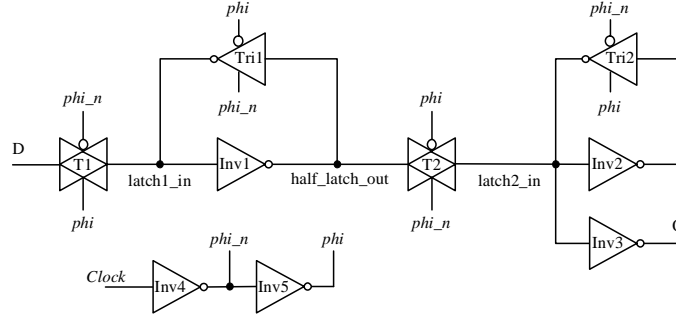 phi
phi_n
Tri1
Tri2
phi_n
phi
phi_n
phi
phi
D
T1
Inv1
T2
Inv2
latch1_in
half_latch_out
latch2_in
phi
phi_n
phi_n
phi
Inv3
Clock
Inv4
Inv5